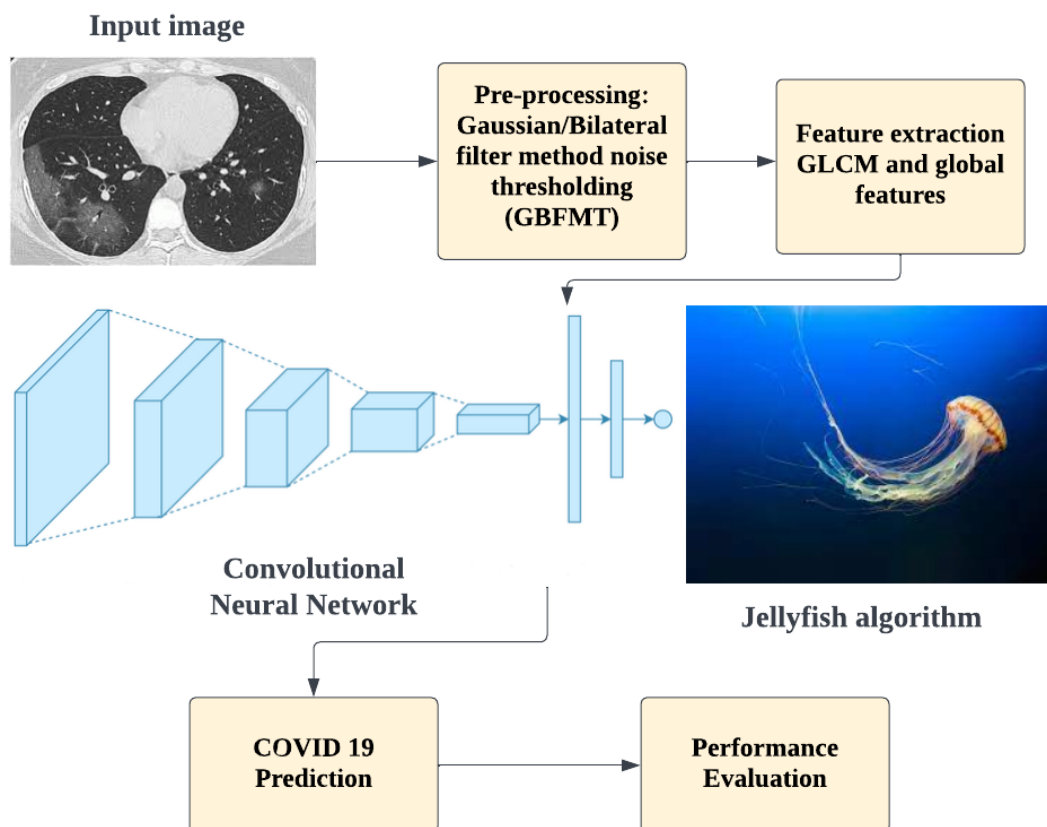 Input image
Pre-processing:
Gaussian/Bilateral
filter method noise
thresholding
(GBFMT)
Feature extraction
GLCM and global
features
Convolutional
Neural Network
Jellyfish algorithm
COVID 19
Prediction
Performance
Evaluation